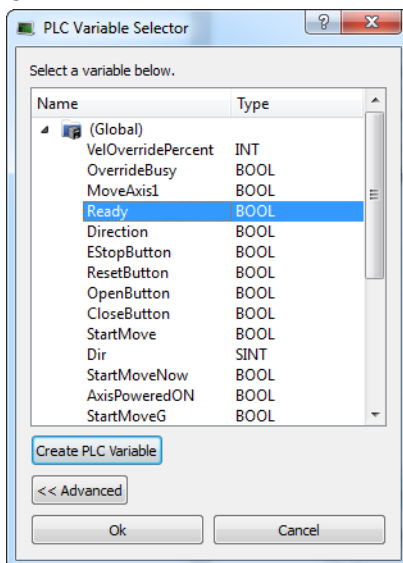 PLC Variable Selector
Select a variable below.
Name Type
(Global)
VelOverridePercent INT
OverrideBusy BOOL
MoveAxis1 BOOL
Ready BOOL
Direction BOOL
EStopButton BOOL
ResetButton BOOL
OpenButton BOOL
CloseButton BOOL
StartMove BOOL
Dir SINT
StartMoveNow BOOL
AxisPoweredON BOOL
StartMoveG BOOL
Create PLC Variable
<< Advanced
Ok Cancel